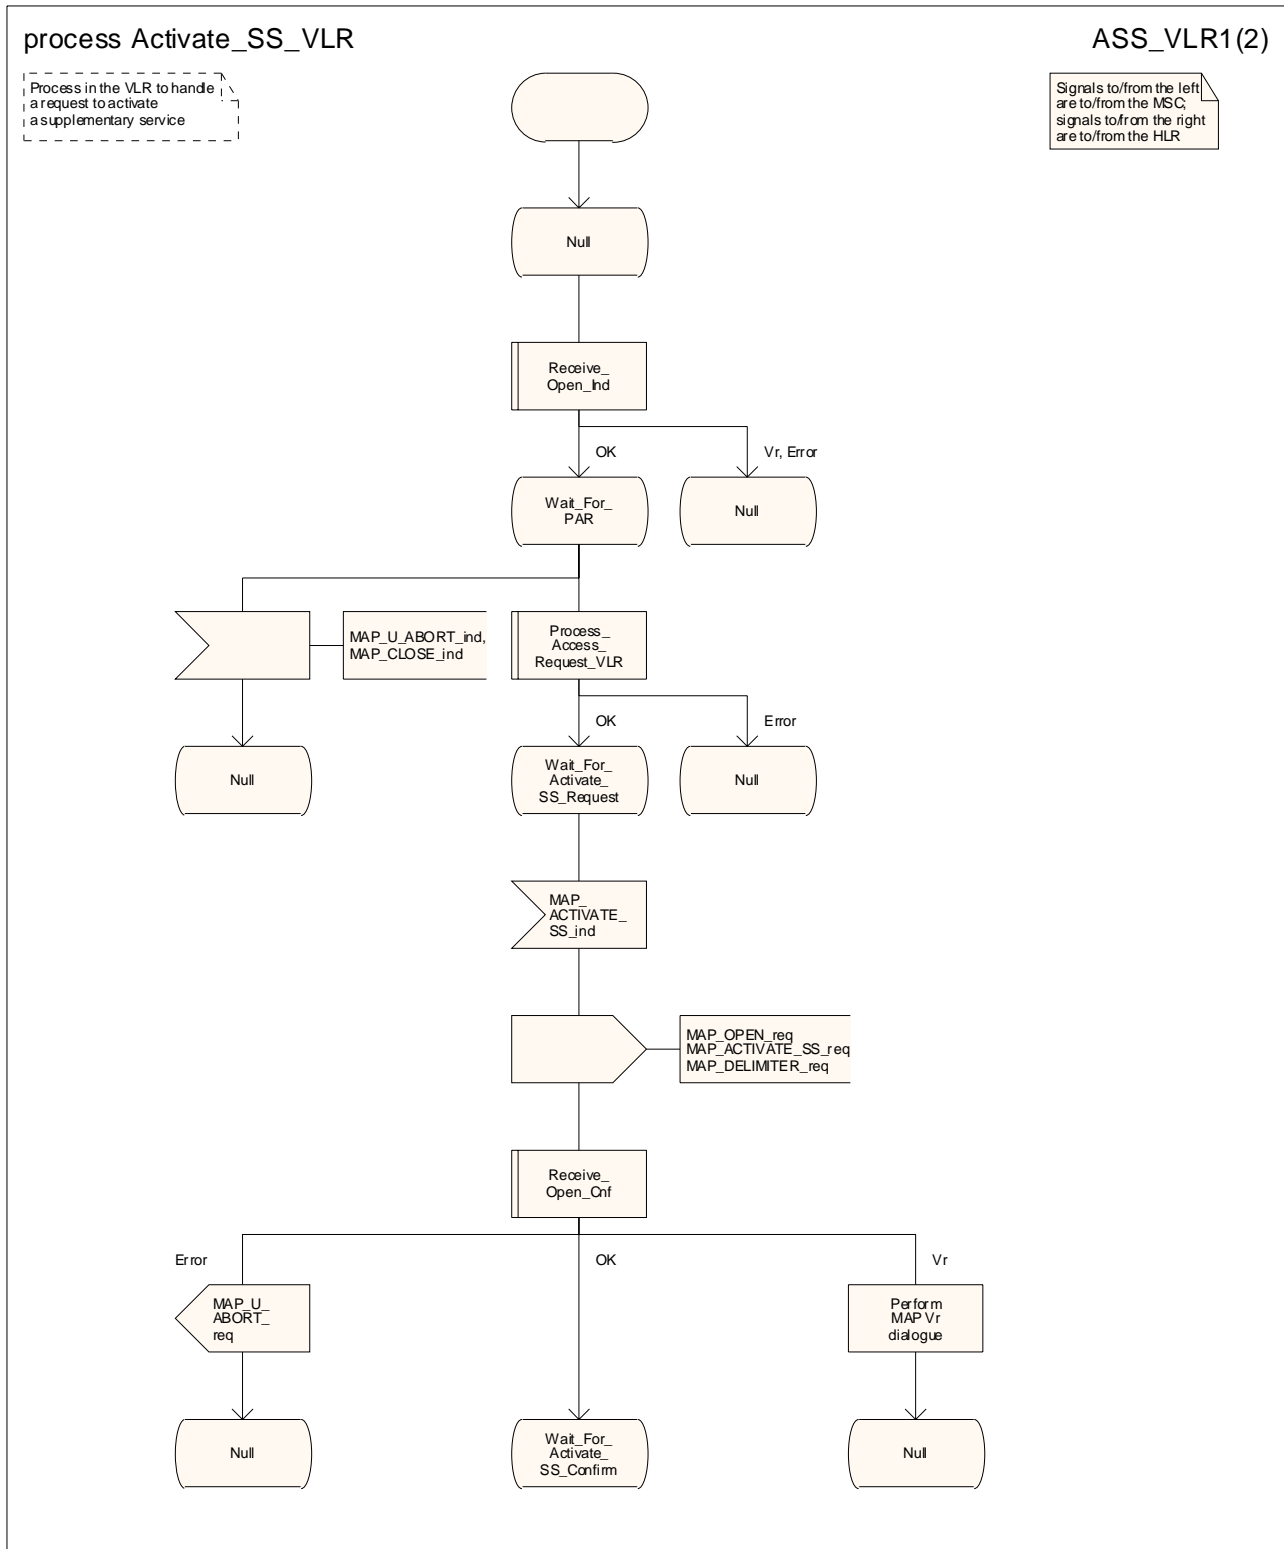 process Activate_SS_VLR
ASS_VLR1(2)
Process in the VLR to handle
a request to activate
a supplementary service
Signals to/from the left
are to/from the MSC;
signals to/from the right
are to/from the HLR
Null
Receive_
Open_Ind
OK
Vr, Error
Wait_For_
PAR
Null
MAP_U_ABORT_ind,
MAP_CLOSE_ind
Process_
Access_
Request_VLR
OK
Error
Null
Wait_For_
Activate_
SS_Request
Null
MAP_
ACTIVATE_
SS_ind
MAP_OPEN_req
MAP_ACTIVATE_SS_req
MAP_DELIMITER_req
Receive_
Open_Cnf
Error
OK
Vr
MAP_U_
ABORT_
req
Perform
MAP Vr
dialogue
Null
Wait_For_
Activate_
SS_Confirm
Null